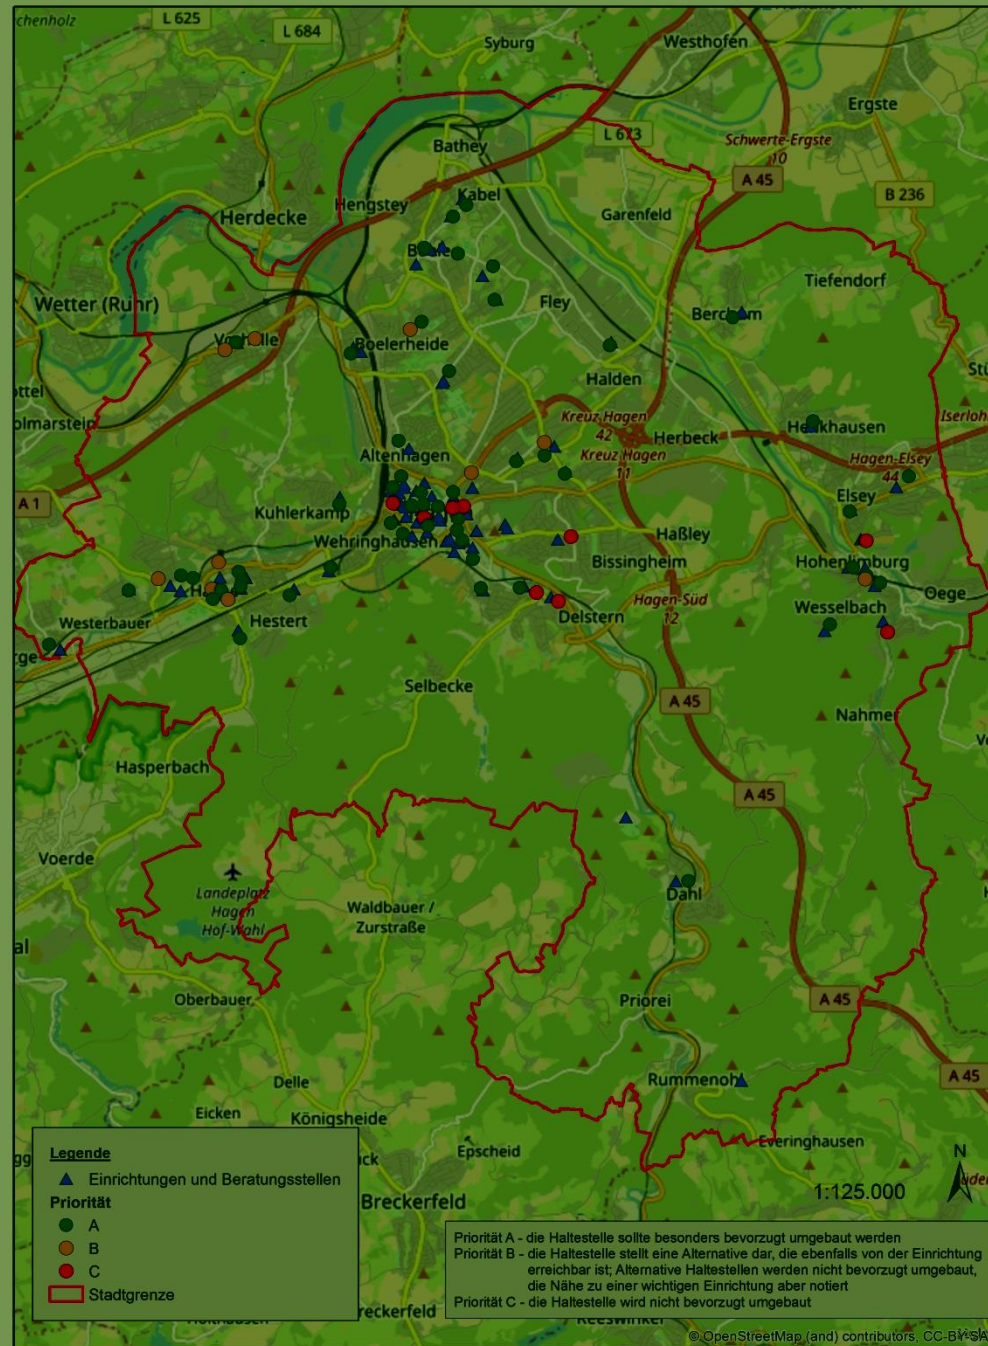 chenholz
L 625
L 684
Syburg
Westhofen
Ergste
L 673
Schwerte-Ergste
10
A 45
B 236
Bathey
Kabel
Hengstey
Herdecke
Garenfeld
Tiefendorf
Wetter (Ruhr)
Fley
Boelerheide
Halden
olmarstein
Kreuz Hagen
42
Kreuz Hagen
11
Herbeck
Iserloh
Hagen-Elsey
44
Altenhagen
A 1
Elsey
Kuhlerkamp
Wehringhausen
Haßley
Bissingheim
Hohenlimburg
Oege
Wesselbach
Hagen-Süd
12
Delstern
Hestert
Westerbauer
Selbecke
A 45
Nahmer
Hasperbach
A 45
Voerde
Landeplatz
Hagen
Hof-Wahl
Dahl
Waldbauer /
Zurstraße
al
Oberbauer
Priorei
A 45
Rummenohl
A 45
Delle
Eicken
Königsheide
Everinghausen
Epscheid
Breckerfeld
1:125.000
N
Legende
Einrichtungen und Beratungsstellen
Priorität
A
B
C
Stadtgrenze
Priorität A - die Haltestelle sollte besonders bevorzugt umgebaut werden
Priorität B - die Haltestelle stellt eine Alternative dar, die ebenfalls von der Einrichtung
erreichbar ist; Alternative Haltestellen werden nicht bevorzugt umgebaut,
die Nähe zu einer wichtigen Einrichtung aber notiert
Priorität C - die Haltestelle wird nicht bevorzugt umgebaut
reckerfeld
© OpenStreetMap (and) contributors, CC-BY-SA